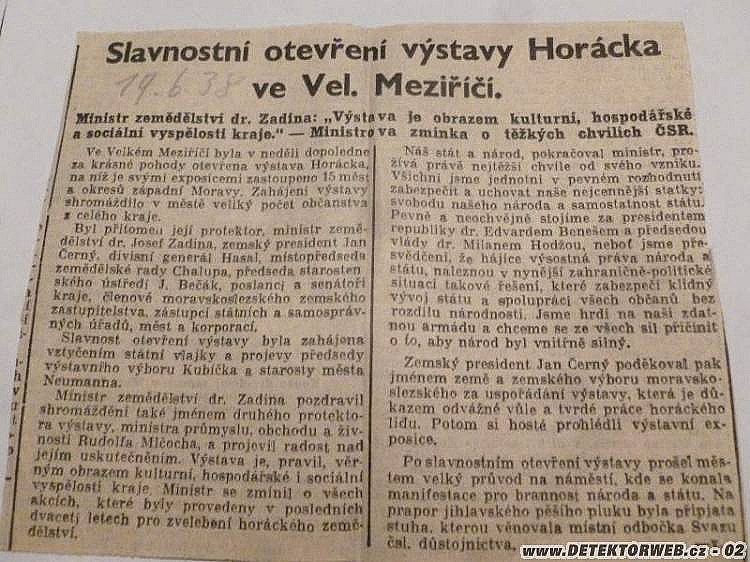 Slavnostní otevření výstavy Horácka
19.6.38
ve Vel. Meziříčí.
Ministr zemědělství dr. Zadina: „Výstava je obrazem kulturní, hospodářské
a sociální vyspělosti kraje.“ — Ministrova zmínka o těžkých chvílích ČSR.
Ve Velkém Meziříčí byla v neděli dopoledne
za krásné pohody otevřena výstava Horácka,
na níž je svými exposicemi zastoupeno 15 měst
a okresů západní Moravy. Zahájení výstavy
shromáždilo v městě veliký počet občanstva
z celého kraje.
Byl přítomen její protektor, ministr země-
dělství dr. Josef Zadina, zemský president Jan
Černý, divisní generál Hasal, místopředseda
zemědělské rady Chalupa, předseda starosten
ského ústředí J. Bečák, poslanci a senátoři
kraje, členové moravskoslezského zemského
zastupitelstva, zástupci státních a samospráv-
ných úřadů, měst a korporací.
Slavnost otevření výstavy byla zahájena
vztyčením státní vlajky a projevy předsedy
výstavního výboru Kubíčka a starosty města
Neumanna.
Ministr zemědělství dr. Zadina pozdravil
shromáždění také jménem druhého protekto-
ra výstavy, ministra průmyslu, obchodu a živ-
ností Rudolfa Mlčocha, a projevil radost nad
jejím uskutečněním. Výstava je, pravil, věr-
ným obrazem kulturní, hospodářské i sociální
vyspělosti kraje. Ministr se zmínil o všech
akcích, které byly provedeny v posledních
dvaceti letech pro zvelebení horáckého země-
dělství.
Náš stát a národ, pokračoval ministr, pro-
žívá právě nejtěžší chvíle od svého vzniku.
Všichni jsme jednotni v pevném rozhodnutí
zabezpečit a uchovat naše nejcennější statky:
svobodu našeho národa a samostatnost státu.
Pevně a neochvějně stojíme za presidentem
republiky dr. Edvardem Benešem a předsedou
vlády dr. Milanem Hodžou, neboť jsme pře-
svědčeni, že hájíce výsostná práva národa a
státu, naleznou v nynější zahraničně-politické
situaci takové řešení, které zabezpečí klidný
vývoj státu a spolupráci všech občanů bez
rozdílu národnosti. Jsme hrdi na naši zdat-
nou armádu a chceme se ze všech sil přičinit
o to, aby národ byl vnitřně silný.
Zemský president Jan Černý poděkoval pak
jménem země a zemského výboru moravsko-
slezského za uspořádání výstavy, která je dů-
kazem odvážné vůle a tvrdé práce horáckého
lidu. Potom si hosté prohlédli výstavní ex-
posice.
Po slavnostním otevření výstavy prošel měs-
tem velký průvod na náměstí, kde se konala
manifestace pro brannost národa a státu. Na
prapor jihlavského pěšího pluku byla připjata
stuha, kterou věnovala místní odbočka Svazu
čsl. důstojnictva.
www.DETEKTORWEB.cz - 02